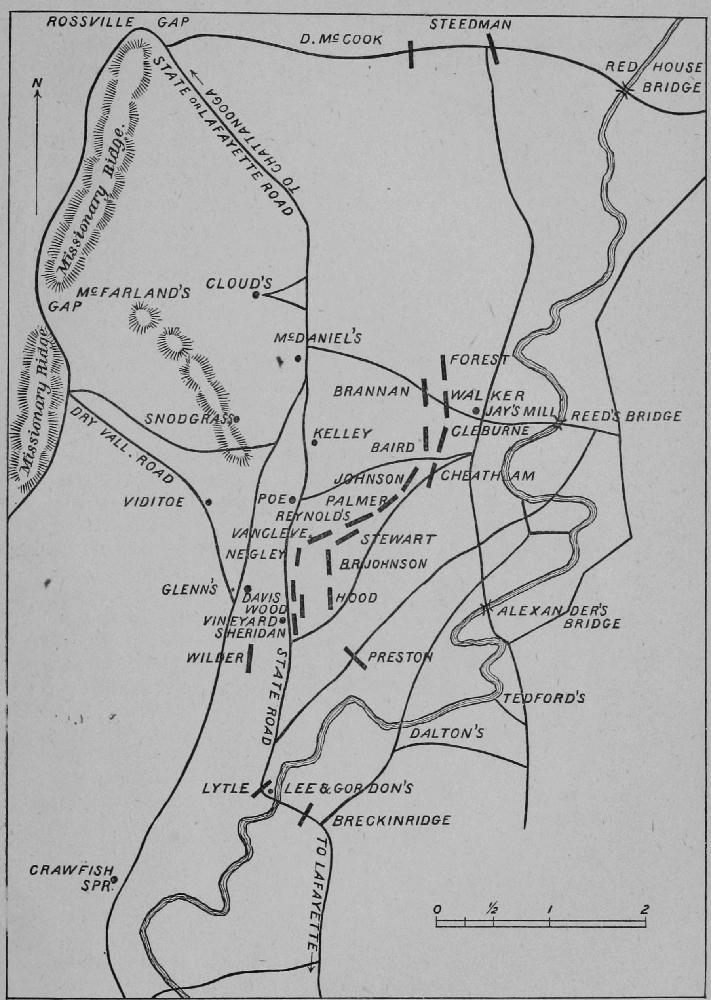 ROSSVILLE GAP
STEEDMAN
D. McCOOK
RED HOUSE
BRIDGE
N
STATE OR LAFAYETTE ROAD
TO CHATTANOOGA
Missionary Ridge.
McFARLAND'S
GAP
CLOUD'S
McDANIEL'S
FOREST
Missionary Ridge
BRANNAN
WALKER
JAY'S MILL
REED'S BRIDGE
SNODGRASS
DRY VALL. ROAD
KELLEY
BAIRD
CLEBURNE
JOHNSON
CHEATHAM
VIDITOE
POE
PALMER
REYNOLD'S
VANCLEVE
STEWART
NEGLEY
B.R. JOHNSON
GLENN'S
DAVIS
HOOD
WOOD
VINEYARD
SHERIDAN
ALEXANDER'S
BRIDGE
WILDER
STATE ROAD
PRESTON
TEDFORD'S
DALTON'S
LYTLE
LEE & GORDON'S
BRECKINRIDGE
TO LAFAYETTE
CRAWFISH
SPR.
0 ½ 1 2